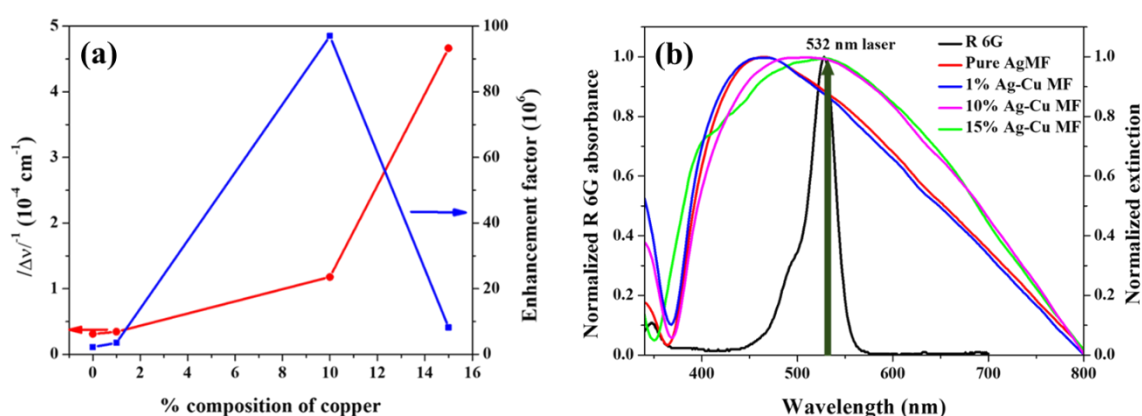 (a)
/Δν/⁻¹ (10⁻⁴ cm⁻¹)
5
4
3
2
1
0
100
80
60
40
20
0
Enhancement factor (10⁶)
0 2 4 6 8 10 12 14 16
% composition of copper
(b)
532 nm laser
R 6G
Pure AgMF
1% Ag-Cu MF
10% Ag-Cu MF
15% Ag-Cu MF
Normalized R 6G absorbance
1.0
0.8
0.6
0.4
0.2
0.0
1.0
0.8
0.6
0.4
0.2
0.0
Normalized extinction
400 500 600 700 800
Wavelength (nm)